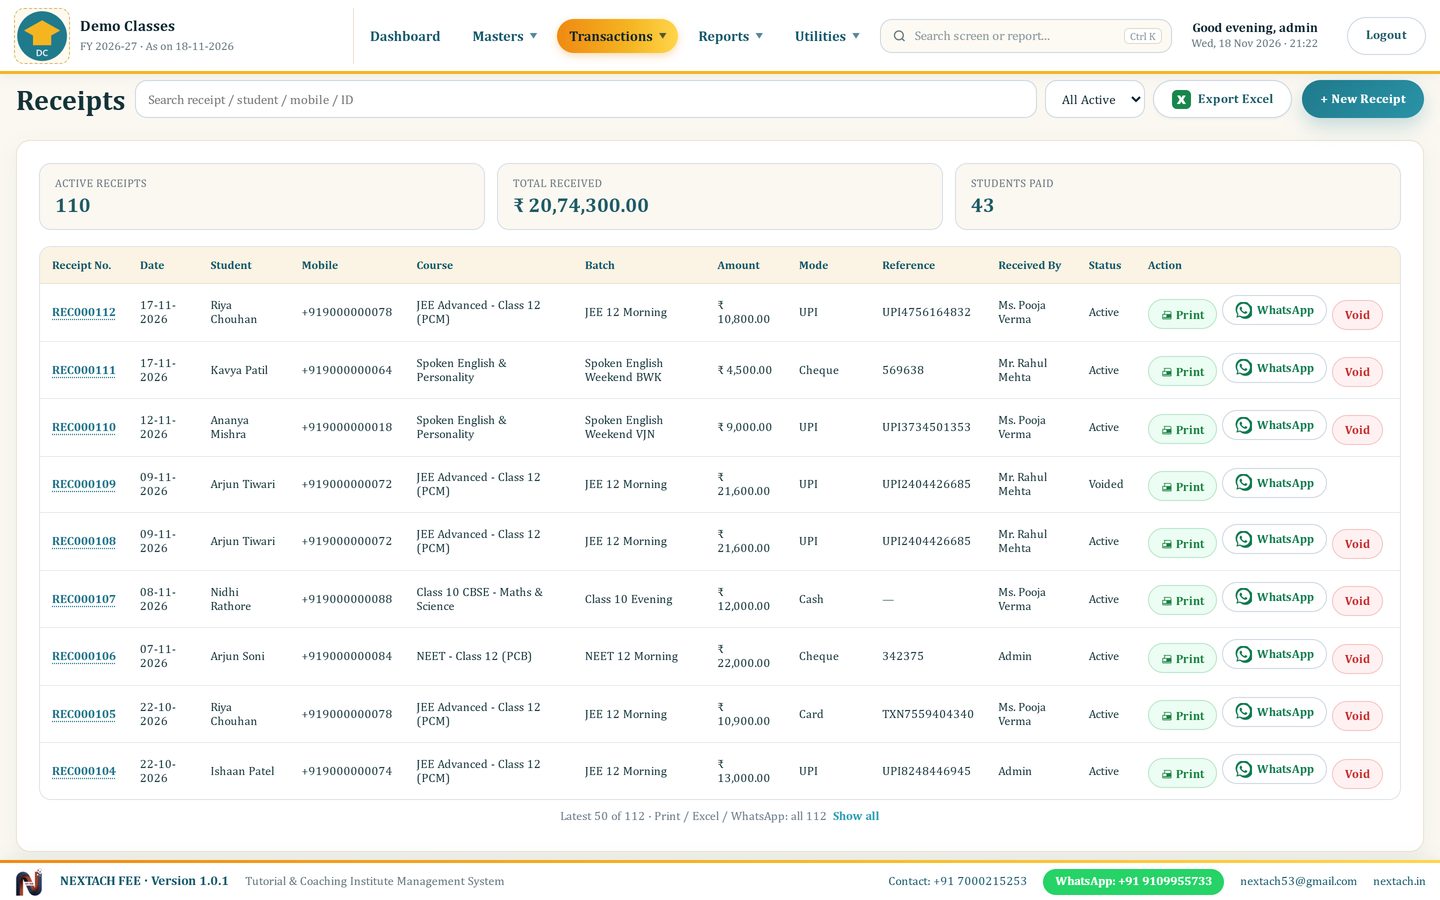 DC
Demo Classes
FY 2026-27 · As on 18-11-2026
Dashboard
Masters ▼
Transactions ▼
Reports ▼
Utilities ▼
Search screen or report...
Ctrl K
Good evening, admin
Wed, 18 Nov 2026 · 21:22
Logout
Receipts
Search receipt / student / mobile / ID
All Active
X Export Excel
+ New Receipt
ACTIVE RECEIPTS
110
TOTAL RECEIVED
₹ 20,74,300.00
STUDENTS PAID
43
Receipt No. Date Student Mobile Course Batch Amount Mode Reference Received By Status Action
REC000112 17-11-2026 Riya Chouhan +919000000078 JEE Advanced - Class 12 (PCM) JEE 12 Morning ₹ 10,800.00 UPI UPI4756164832 Ms. Pooja Verma Active Print WhatsApp Void
REC000111 17-11-2026 Kavya Patil +919000000064 Spoken English & Personality Spoken English Weekend BWK ₹ 4,500.00 Cheque 569638 Mr. Rahul Mehta Active Print WhatsApp Void
REC000110 12-11-2026 Ananya Mishra +919000000018 Spoken English & Personality Spoken English Weekend VJN ₹ 9,000.00 UPI UPI3734501353 Ms. Pooja Verma Active Print WhatsApp Void
REC000109 09-11-2026 Arjun Tiwari +919000000072 JEE Advanced - Class 12 (PCM) JEE 12 Morning ₹ 21,600.00 UPI UPI2404426685 Mr. Rahul Mehta Voided Print WhatsApp
REC000108 09-11-2026 Arjun Tiwari +919000000072 JEE Advanced - Class 12 (PCM) JEE 12 Morning ₹ 21,600.00 UPI UPI2404426685 Mr. Rahul Mehta Active Print WhatsApp Void
REC000107 08-11-2026 Nidhi Rathore +919000000088 Class 10 CBSE - Maths & Science Class 10 Evening ₹ 12,000.00 Cash — Ms. Pooja Verma Active Print WhatsApp Void
REC000106 07-11-2026 Arjun Soni +919000000084 NEET - Class 12 (PCB) NEET 12 Morning ₹ 22,000.00 Cheque 342375 Admin Active Print WhatsApp Void
REC000105 22-10-2026 Riya Chouhan +919000000078 JEE Advanced - Class 12 (PCM) JEE 12 Morning ₹ 10,900.00 Card TXN7559404340 Ms. Pooja Verma Active Print WhatsApp Void
REC000104 22-10-2026 Ishaan Patel +919000000074 JEE Advanced - Class 12 (PCM) JEE 12 Morning ₹ 13,000.00 UPI UPI8248446945 Admin Active Print WhatsApp Void
Latest 50 of 112 · Print / Excel / WhatsApp: all 112 Show all
N
NEXTACH FEE · Version 1.0.1
Tutorial & Coaching Institute Management System
Contact: +91 7000215253
WhatsApp: +91 9109955733
nextach53@gmail.com
nextach.in